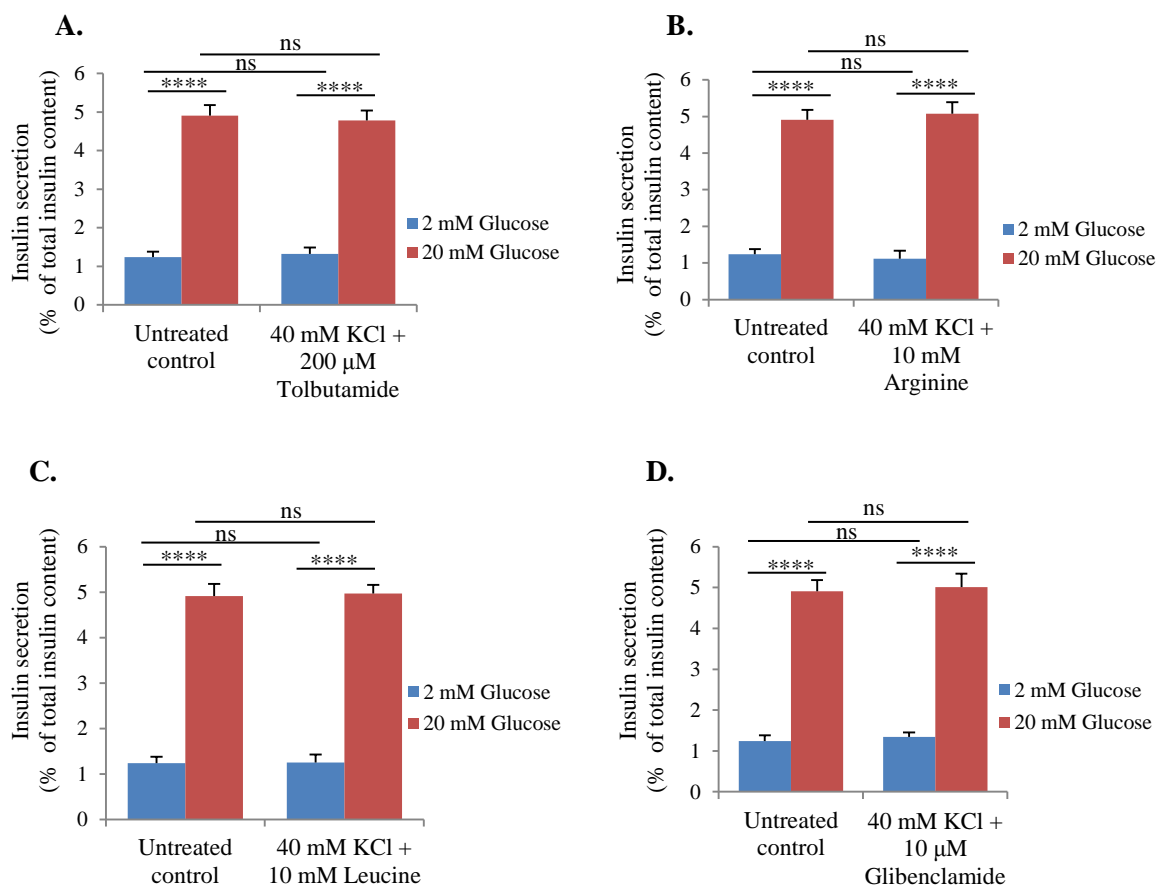 A.
ns
ns
****
****
6
5
4
3
2
1
0
Insulin secretion
(% of total insulin content)
2 mM Glucose
20 mM Glucose
Untreated
control
40 mM KCl +
200 µM
Tolbutamide
B.
ns
ns
****
****
6
5
4
3
2
1
0
Insulin secretion
(% of total insulin content)
2 mM Glucose
20 mM Glucose
Untreated
control
40 mM KCl +
10 mM
Arginine
C.
ns
ns
****
****
6
5
4
3
2
1
0
Insulin secretion
(% of total insulin content)
2 mM Glucose
20 mM Glucose
Untreated
control
40 mM KCl +
10 mM Leucine
D.
ns
ns
****
****
6
5
4
3
2
1
0
Insulin secretion
(% of total insulin content)
2 mM Glucose
20 mM Glucose
Untreated
control
40 mM KCl +
10 µM
Glibenclamide